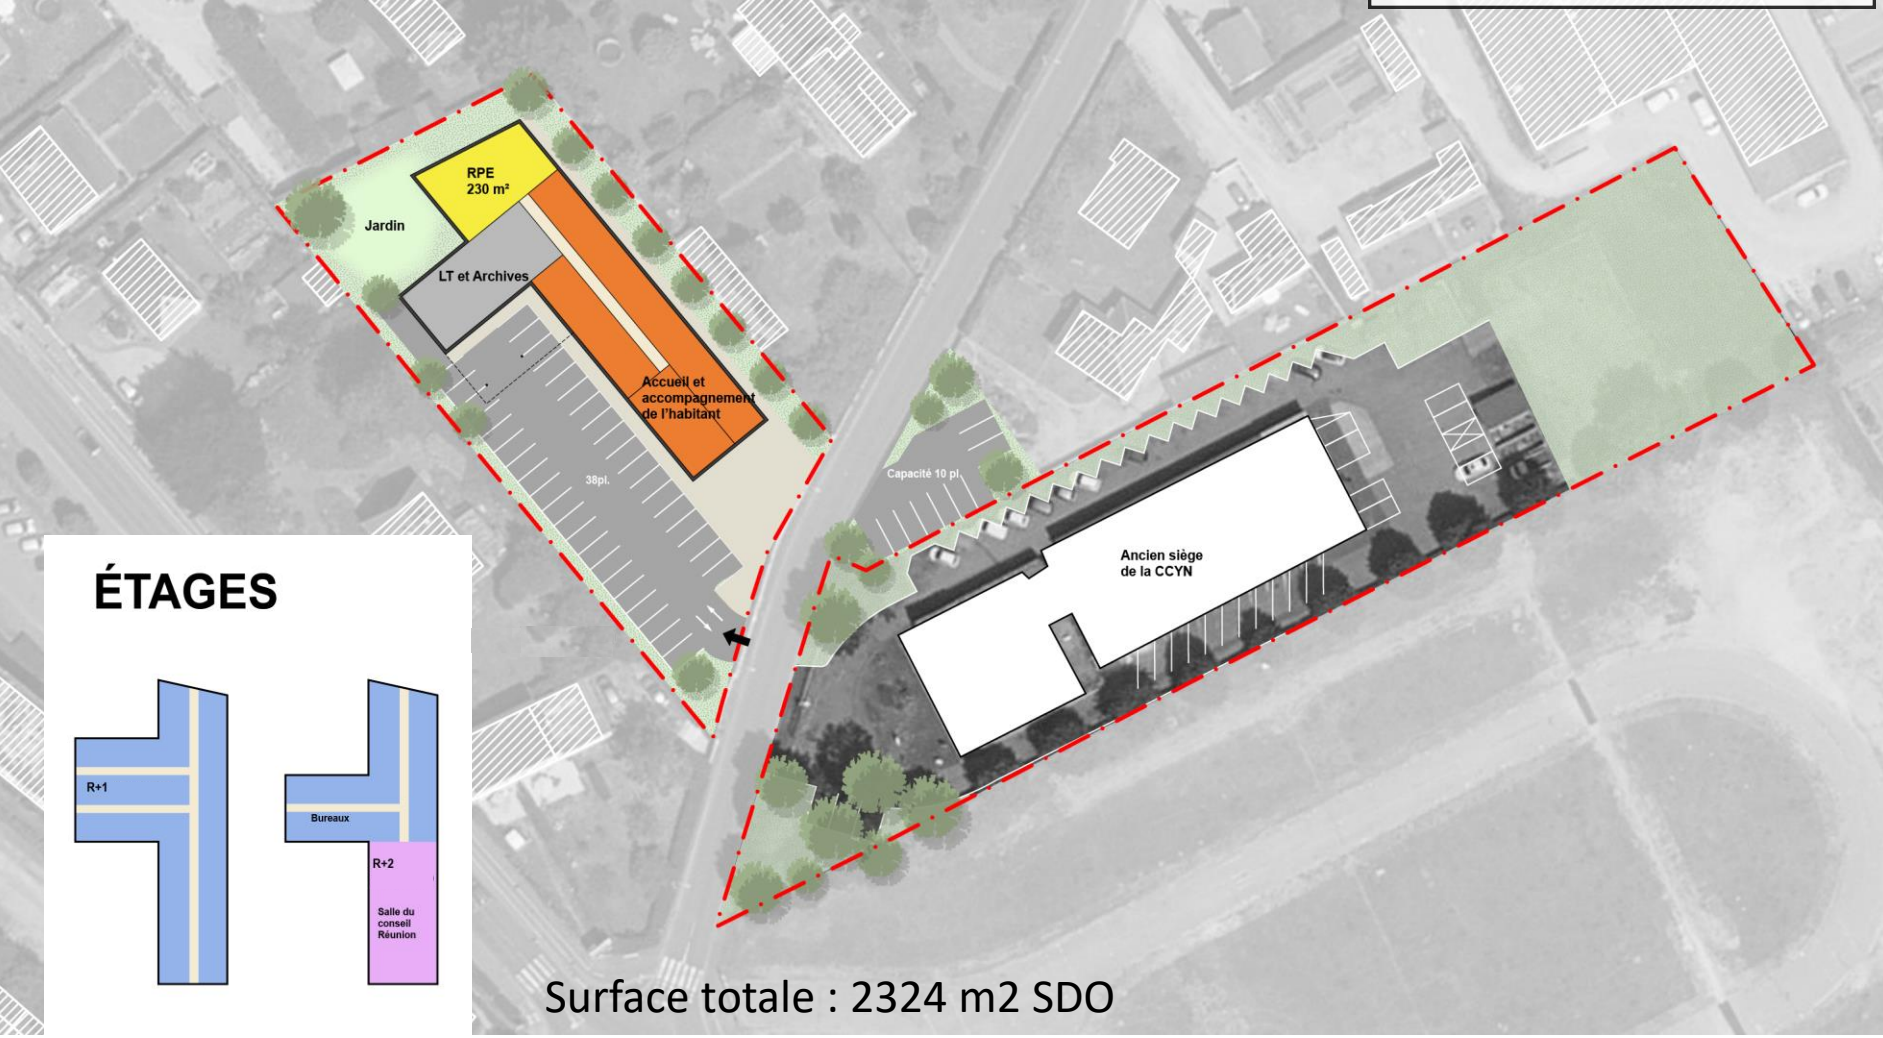 RPE
230 m²
Jardin
LT et Archives
Accueil et
accompagnement
de l'habitant
38pl.
Capacité 10 pl.
Ancien siège
de la CCYN
ÉTAGES
R+1
Bureaux
R+2
Salle du
conseil
Réunion
Surface totale : 2324 m2 SDO